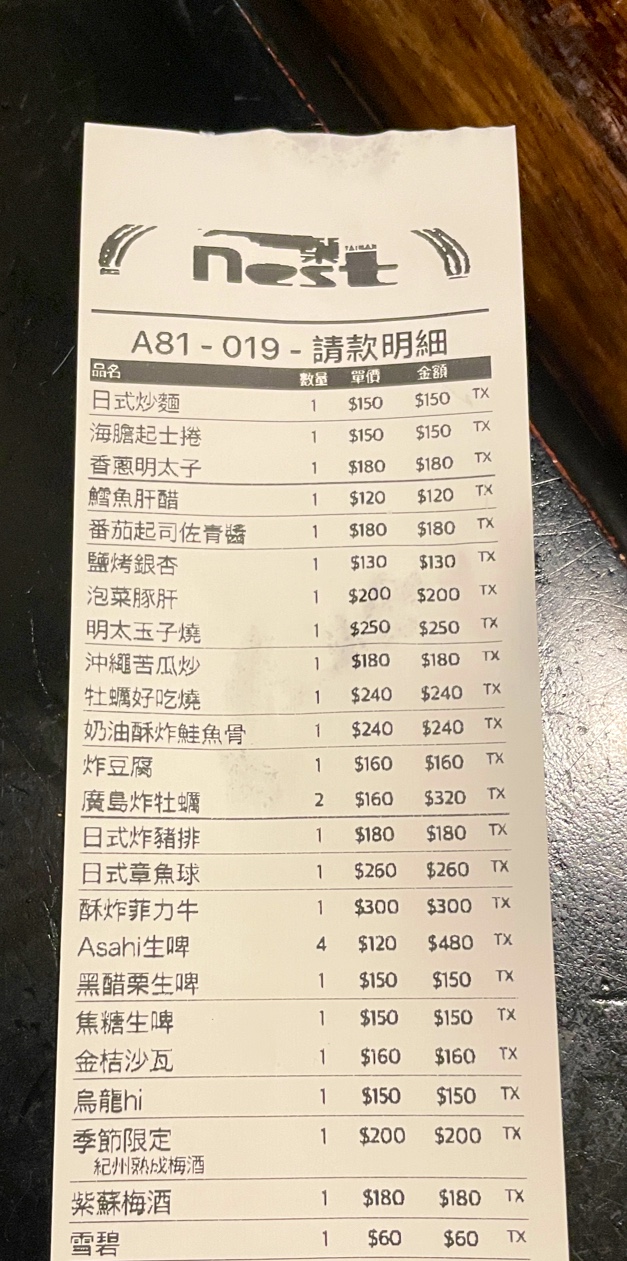 TAIWAN
nest
A81 - 019 - 請款明細
品名 數量 單價 金額
日式炒麵 1 $150 $150 TX
海膽起士捲 1 $150 $150 TX
香蔥明太子 1 $180 $180 TX
鱈魚肝醋 1 $120 $120 TX
番茄起司佐青醬 1 $180 $180 TX
鹽烤銀杏 1 $130 $130 TX
泡菜豚肝 1 $200 $200 TX
明太玉子燒 1 $250 $250 TX
沖繩苦瓜炒 1 $180 $180 TX
牡蠣好吃燒 1 $240 $240 TX
奶油酥炸鮭魚骨 1 $240 $240 TX
炸豆腐 1 $160 $160 TX
廣島炸牡蠣 2 $160 $320 TX
日式炸豬排 1 $180 $180 TX
日式章魚球 1 $260 $260 TX
酥炸菲力牛 1 $300 $300 TX
Asahi生啤 4 $120 $480 TX
黑醋栗生啤 1 $150 $150 TX
焦糖生啤 1 $150 $150 TX
金桔沙瓦 1 $160 $160 TX
烏龍hi 1 $150 $150 TX
季節限定 1 $200 $200 TX
紀州熟成梅酒
紫蘇梅酒 1 $180 $180 TX
雪碧 1 $60 $60 TX